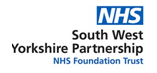 NHS
South West
Yorkshire Partnership
NHS Foundation Trust